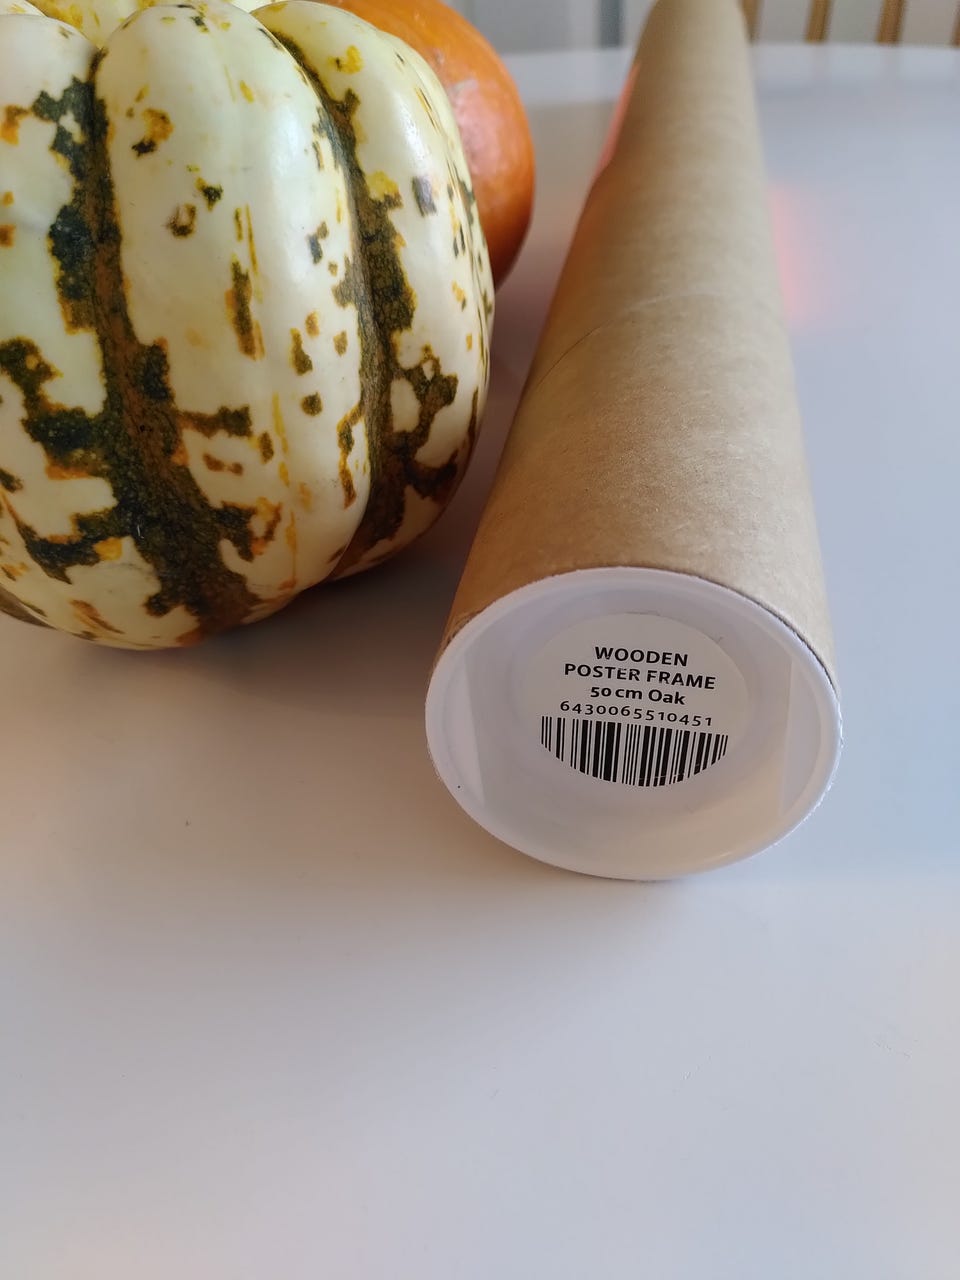 WOODEN
POSTER FRAME
50 cm Oak
6430065510451